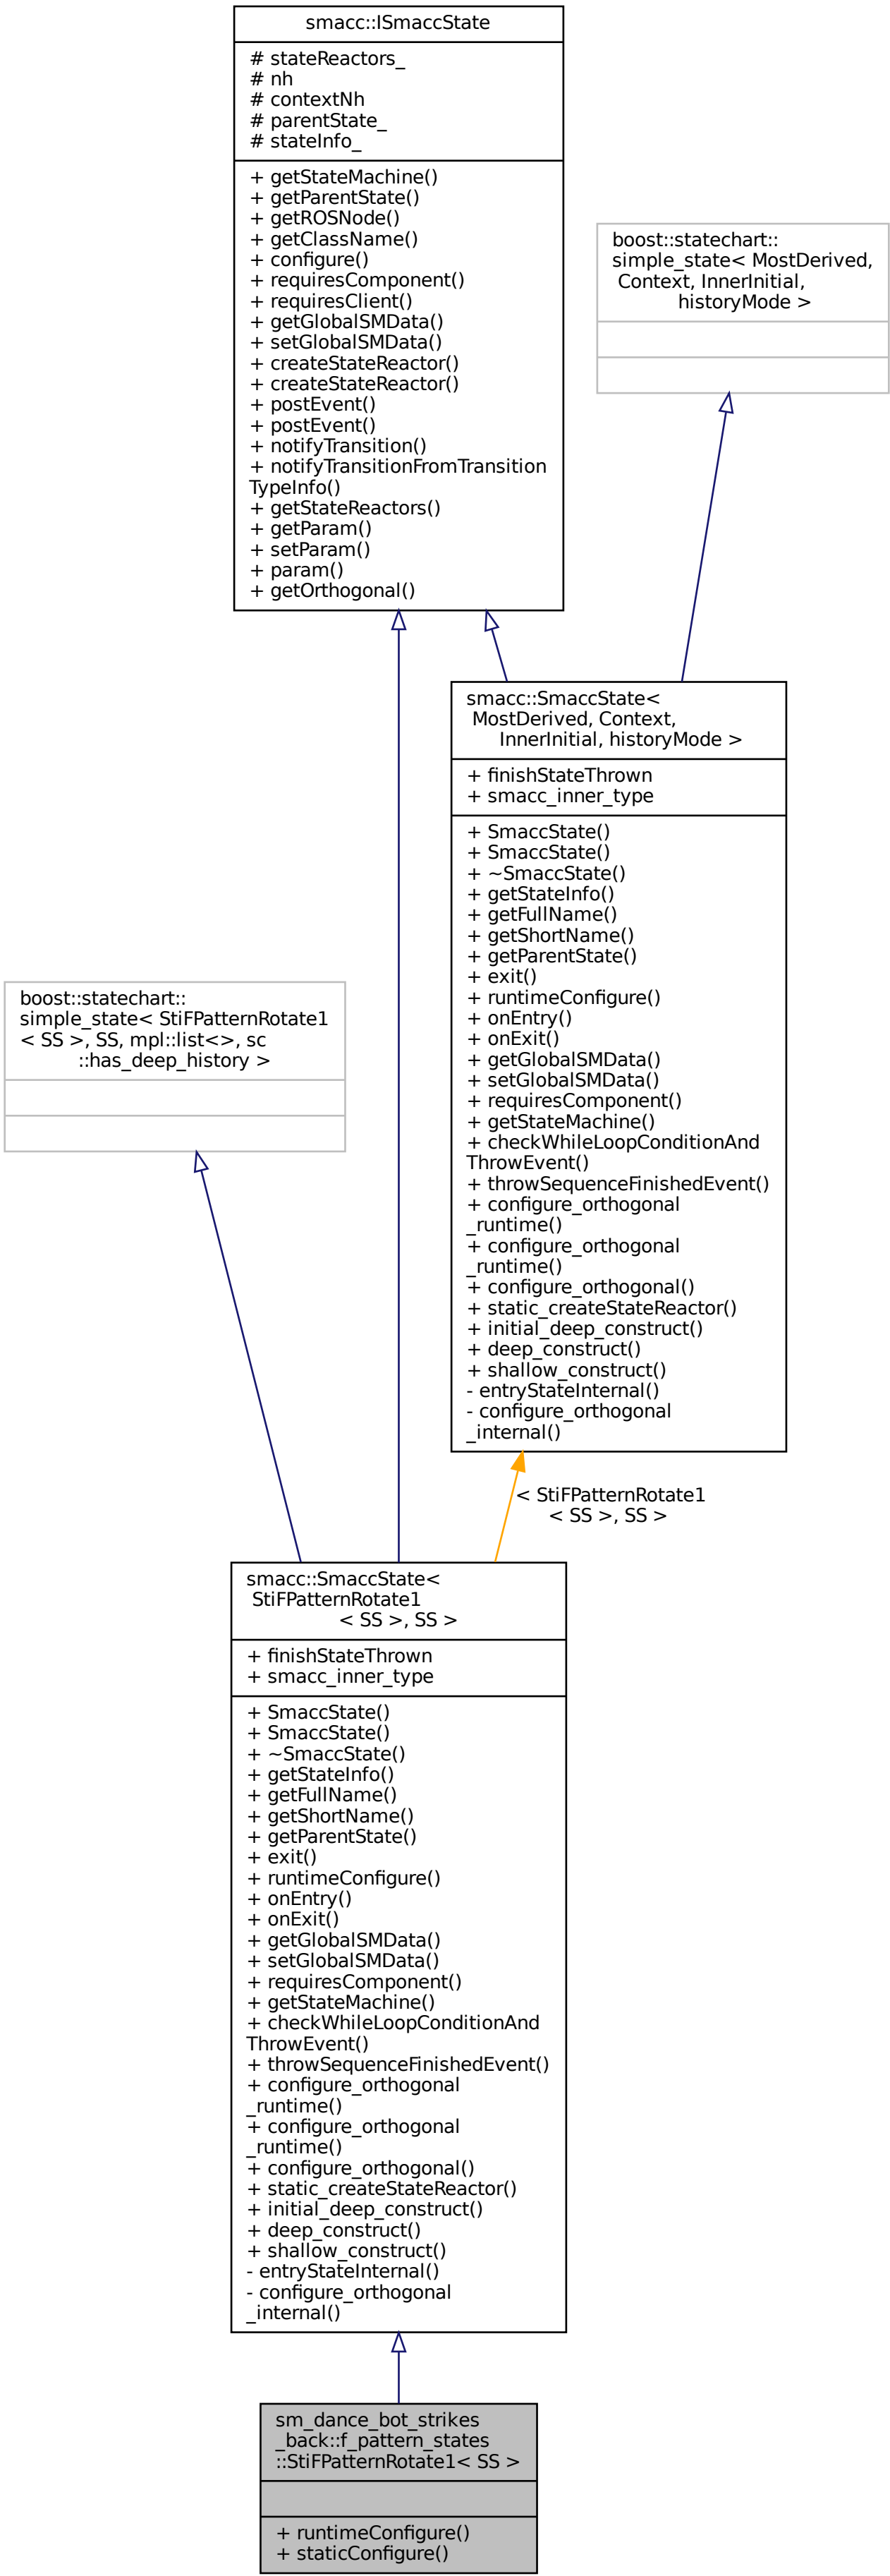 smacc::ISmaccState
# stateReactors_
# nh
# contextNh
# parentState_
# stateInfo_
+ getStateMachine()
+ getParentState()
+ getROSNode()
+ getClassName()
+ configure()
+ requiresComponent()
+ requiresClient()
+ getGlobalSMData()
+ setGlobalSMData()
+ createStateReactor()
+ createStateReactor()
+ postEvent()
+ postEvent()
+ notifyTransition()
+ notifyTransitionFromTransition
TypeInfo()
+ getStateReactors()
+ getParam()
+ setParam()
+ param()
+ getOrthogonal()
boost::statechart::
simple_state< MostDerived,
Context, InnerInitial,
historyMode >
smacc::SmaccState<
MostDerived, Context,
InnerInitial, historyMode >
+ finishStateThrown
+ smacc_inner_type
+ SmaccState()
+ SmaccState()
+ ~SmaccState()
+ getStateInfo()
+ getFullName()
+ getShortName()
+ getParentState()
+ exit()
+ runtimeConfigure()
+ onEntry()
+ onExit()
+ getGlobalSMData()
+ setGlobalSMData()
+ requiresComponent()
+ getStateMachine()
+ checkWhileLoopConditionAnd
ThrowEvent()
+ throwSequenceFinishedEvent()
+ configure_orthogonal
_runtime()
+ configure_orthogonal
_runtime()
+ configure_orthogonal()
+ static_createStateReactor()
+ initial_deep_construct()
+ deep_construct()
+ shallow_construct()
- entryStateInternal()
- configure_orthogonal
_internal()
boost::statechart::
simple_state< StiFPatternRotate1
< SS >, SS, mpl::list<>, sc
::has_deep_history >
< StiFPatternRotate1
< SS >, SS >
smacc::SmaccState<
StiFPatternRotate1
< SS >, SS >
+ finishStateThrown
+ smacc_inner_type
+ SmaccState()
+ SmaccState()
+ ~SmaccState()
+ getStateInfo()
+ getFullName()
+ getShortName()
+ getParentState()
+ exit()
+ runtimeConfigure()
+ onEntry()
+ onExit()
+ getGlobalSMData()
+ setGlobalSMData()
+ requiresComponent()
+ getStateMachine()
+ checkWhileLoopConditionAnd
ThrowEvent()
+ throwSequenceFinishedEvent()
+ configure_orthogonal
_runtime()
+ configure_orthogonal
_runtime()
+ configure_orthogonal()
+ static_createStateReactor()
+ initial_deep_construct()
+ deep_construct()
+ shallow_construct()
- entryStateInternal()
- configure_orthogonal
_internal()
sm_dance_bot_strikes
_back::f_pattern_states
::StiFPatternRotate1< SS >
+ runtimeConfigure()
+ staticConfigure()